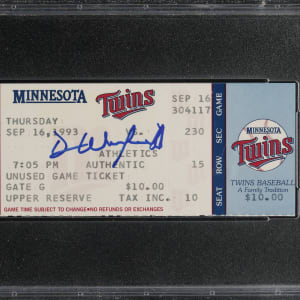 MINNESOTA Twins SEP 16
304117
THURSDAY
SEP 16,1993 VS. 230
ATHLETICS
7:05 PM AUTHENTIC 15
UNUSED GAME TICKET
GATE G $10.00
UPPER RESERVE TAX INC. 10
GAME TIME SUBJECT TO CHANGE/NO REFUNDS OR EXCHANGES
SEAT ROW SEC GAME
MINNESOTA
Twins
TWINS BASEBALL
A Family Tradition
$10.00